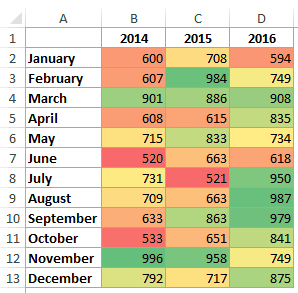 A B C D
1 2014 2015 2016
2 January 600 708 594
3 February 607 984 749
4 March 901 886 908
5 April 608 615 835
6 May 715 833 734
7 June 520 663 618
8 July 731 521 950
9 August 709 663 987
10 September 633 863 979
11 October 533 651 841
12 November 996 958 749
13 December 792 717 875